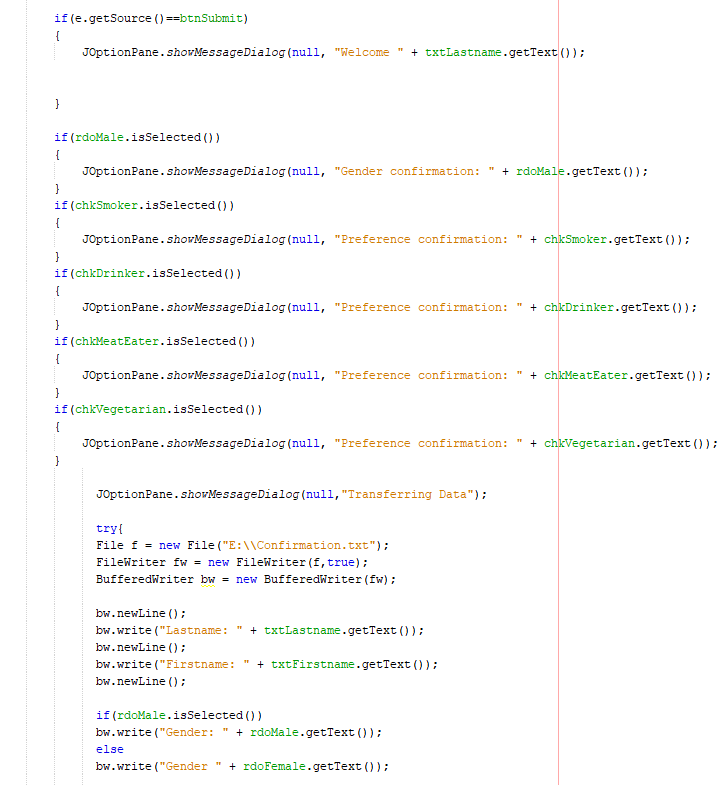 if(e.getSource()==btnSubmit)
{
JOptionPane.showMessageDialog(null, "Welcome " + txtLastname.getText());
}
if(rdoMale.isSelected())
{
JOptionPane.showMessageDialog(null, "Gender confirmation: " + rdoMale.getText());
}
if(chkSmoker.isSelected())
{
JOptionPane.showMessageDialog(null, "Preference confirmation: " + chkSmoker.getText());
}
if(chkDrinker.isSelected())
{
JOptionPane.showMessageDialog(null, "Preference confirmation: " + chkDrinker.getText());
}
if(chkMeatEater.isSelected())
{
JOptionPane.showMessageDialog(null, "Preference confirmation: " + chkMeatEater.getText());
}
if(chkVegetarian.isSelected())
{
JOptionPane.showMessageDialog(null, "Preference confirmation: " + chkVegetarian.getText());
}
JOptionPane.showMessageDialog(null,"Transferring Data");
try{
File f = new File("E:\\Confirmation.txt");
FileWriter fw = new FileWriter(f,true);
BufferedWriter bw = new BufferedWriter(fw);
bw.newLine();
bw.write("Lastname: " + txtLastname.getText());
bw.newLine();
bw.write("Firstname: " + txtFirstname.getText());
bw.newLine();
if(rdoMale.isSelected())
bw.write("Gender: " + rdoMale.getText());
else
bw.write("Gender " + rdoFemale.getText());